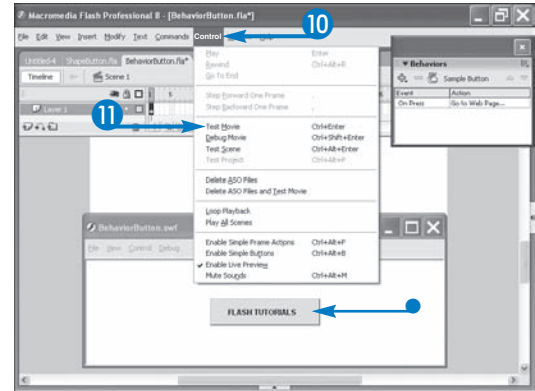 Macromedia Flash Professional 8 - [BehaviorButton.fla*]
10
File Edit View Insert Modify Text Commands Control
Untitled-4 ShapeButton.fla BehaviorButton.fla*
Timeline Scene 1
5
Layer 1
11
Play Enter
Rewind Ctrl+Alt+R
Go To End
Step Forward One Frame .
Step Backward One Frame ,
Test Movie Ctrl+Enter
Debug Movie Ctrl+Shift+Enter
Test Scene Ctrl+Alt+Enter
Test Project Ctrl+Alt+P
Delete ASO Files
Delete ASO Files and Test Movie
Loop Playback
Play All Scenes
Enable Simple Frame Actions Ctrl+Alt+F
Enable Simple Buttons Ctrl+Alt+B
Enable Live Preview
Mute Sounds Ctrl+Alt+M
Behaviors
Sample Button
Event Action
On Press Go to Web Page...
BehaviorButton.swf
File View Control Debug
FLASH TUTORIALS